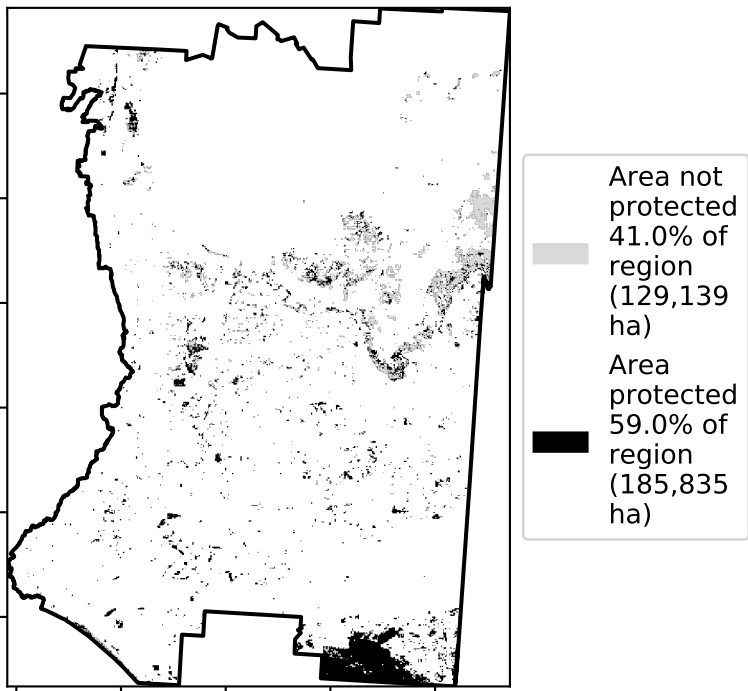 Area not
protected
41.0% of
region
(129,139
ha)
Area
protected
59.0% of
region
(185,835
ha)